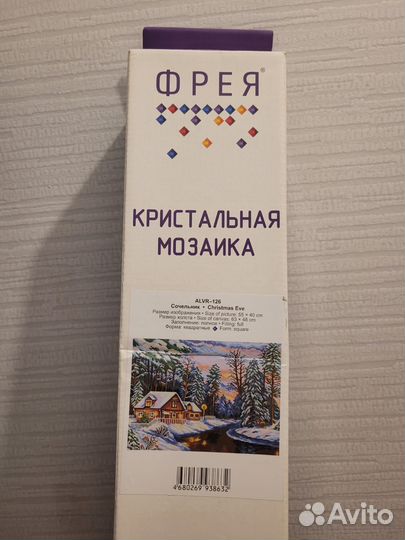 ФРЕЯ®
КРИСТАЛЬНАЯ
МОЗАИКА
ALVR-126
Сочельник • Christmas Eve
Размер изображения • Size of picture: 55 × 40 cm
Размер холста • Size of canvas: 63 × 48 cm
Заполнение: полное • Filling: full
Форма: квадратные Form: square
4 680269 938632
Avito